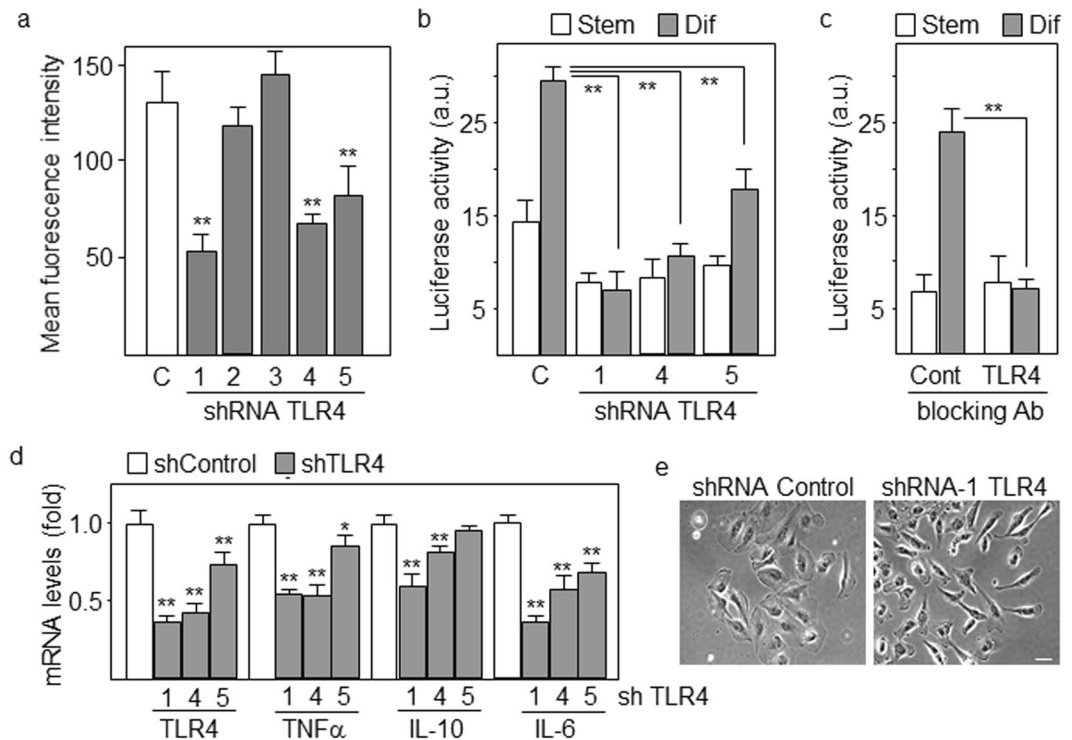 a
Mean fuorescence intensity
150
100
50
**
**
**
C 1 2 3 4 5
shRNA TLR4
b
Stem Dif
Luciferase activity (a.u.)
25
15
5
** ** **
C 1 4 5
shRNA TLR4
c
Stem Dif
Luciferase activity (a.u.)
25
15
5
**
Cont TLR4
blocking Ab
d
shControl shTLR4
mRNA levels (fold)
1.0
0.5
** ** **
** ** *
** **
** ** **
1 4 5 1 4 5 1 4 5 1 4 5 sh TLR4
TLR4 TNFα IL-10 IL-6
e
shRNA Control shRNA-1 TLR4